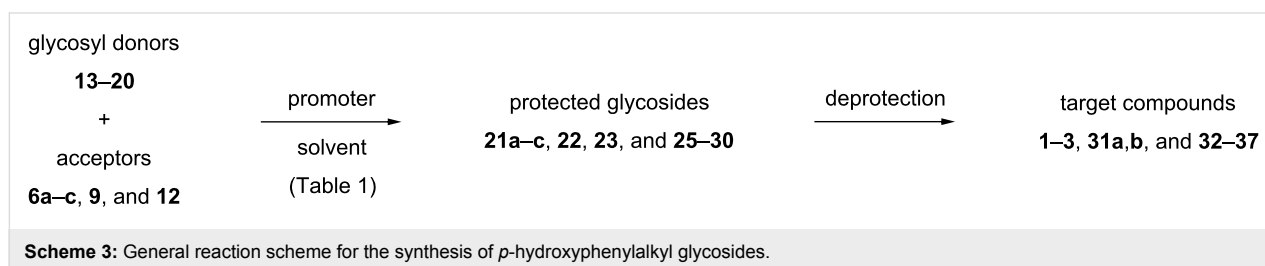 glycosyl donors
13–20
+
acceptors
6a–c, 9, and 12
promoter
solvent
(Table 1)
protected glycosides
21a–c, 22, 23, and 25–30
deprotection
target compounds
1–3, 31a,b, and 32–37
Scheme 3: General reaction scheme for the synthesis of p-hydroxyphenylalkyl glycosides.